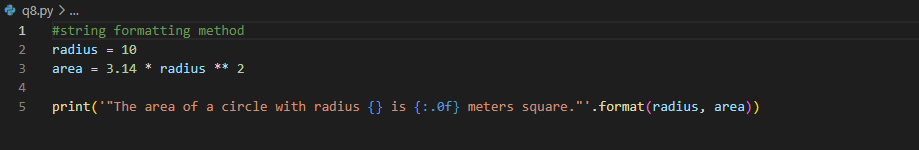 q8.py > ...
1 #string formatting method
2 radius = 10
3 area = 3.14 * radius ** 2
4
5 print('"The area of a circle with radius {} is {:.0f} meters square."'.format(radius, area))